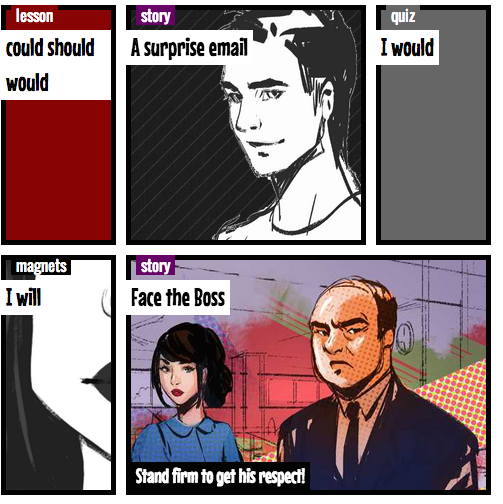 lesson
could should
would
story
A surprise email
quiz
I would
magnets
I will
story
Face the Boss
Stand firm to get his respect!